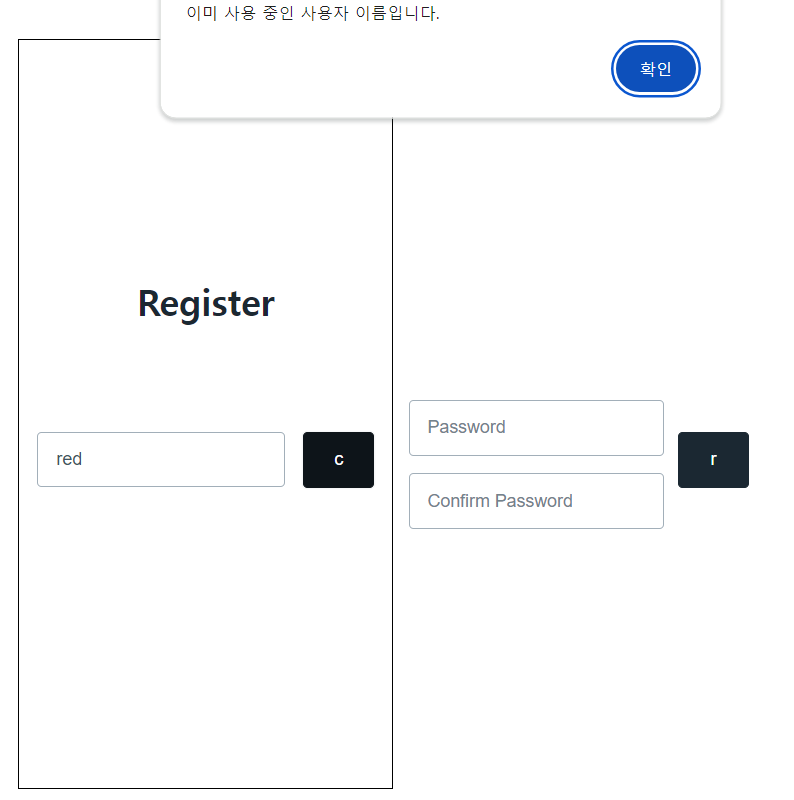 이미 사용 중인 사용자 이름입니다.
확인
Register
red
c
Password
Confirm Password
r